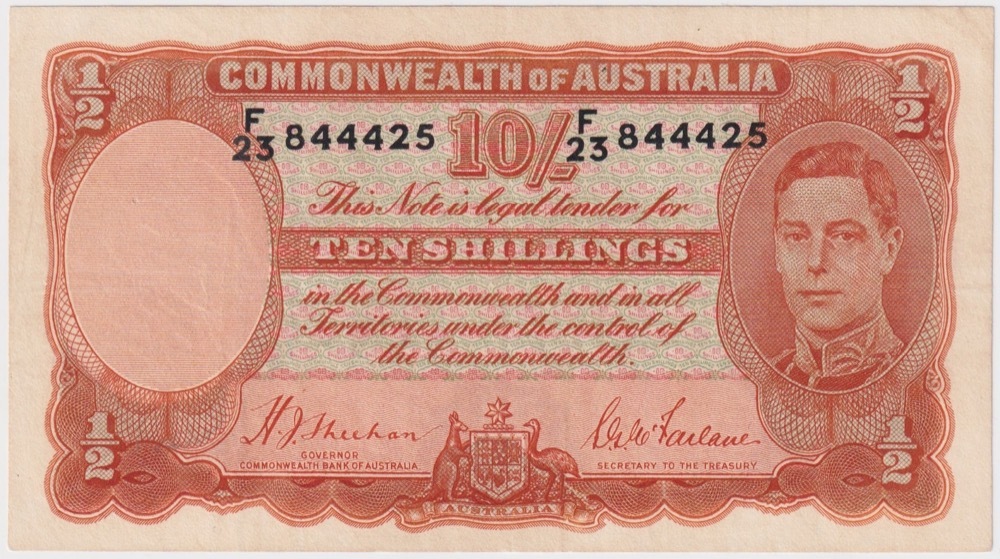 1/2 COMMONWEALTH OF AUSTRALIA 1/2
F/23 844425 10/- F/23 844425
This Note is legal tender for
TEN SHILLINGS
in the Commonwealth and in all
Territories under the control of
the Commonwealth.
H. J. Sheehan
GOVERNOR
COMMONWEALTH BANK OF AUSTRALIA
S. G. McFarlane
SECRETARY TO THE TREASURY
1/2 AUSTRALIA 1/2